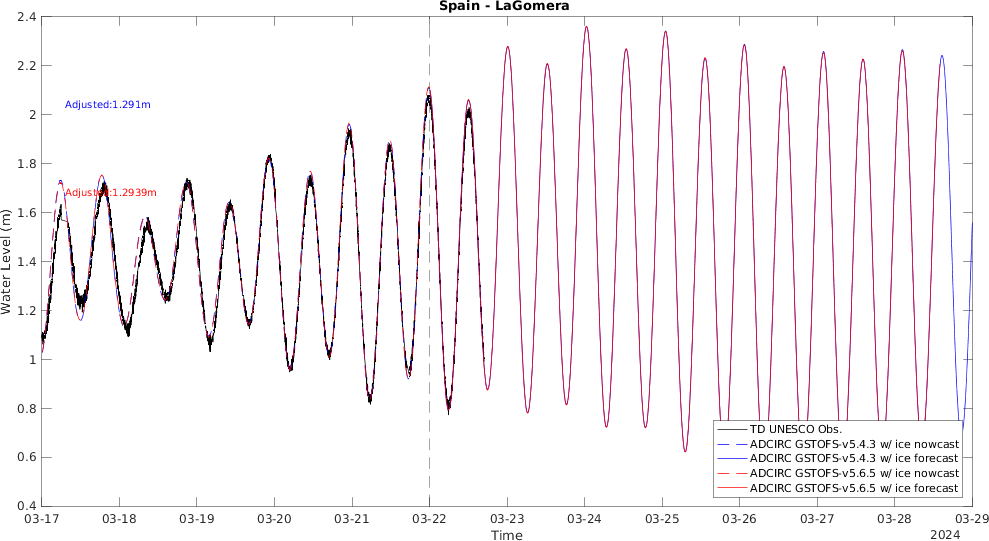 Spain - LaGomera
2.4
2.2
2
1.8
1.6
1.4
1.2
1
0.8
0.6
0.4
Water Level (m)
Adjusted:1.291m
Adjusted:1.2939m
TD UNESCO Obs.
ADCIRC GSTOFS-v5.4.3 w/ ice nowcast
ADCIRC GSTOFS-v5.4.3 w/ ice forecast
ADCIRC GSTOFS-v5.6.5 w/ ice nowcast
ADCIRC GSTOFS-v5.6.5 w/ ice forecast
03-17 03-18 03-19 03-20 03-21 03-22 03-23 03-24 03-25 03-26 03-27 03-28 03-29
Time
2024